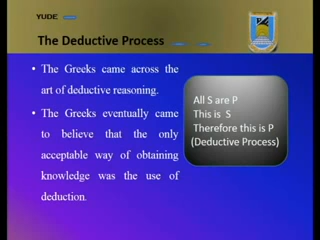 YUDE
The Deductive Process
• The Greeks came across the
art of deductive reasoning.
• The Greeks eventually came
to believe that the only
acceptable way of obtaining
knowledge was the use of
deduction.
All S are P
This is S
Therefore this is P
(Deductive Process)